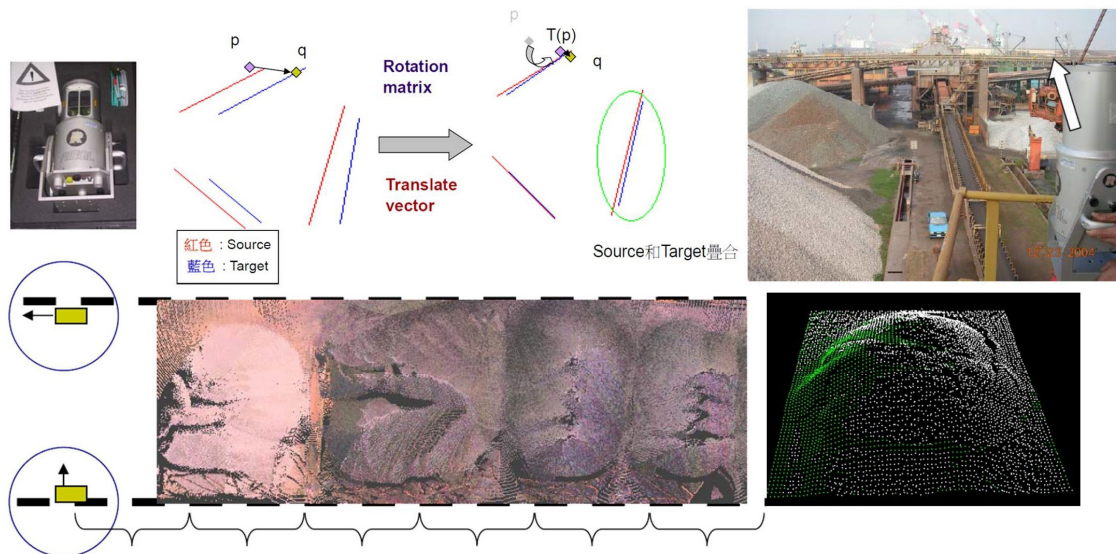 p
q
紅色 : Source
藍色 : Target
Rotation
matrix
Translate
vector
p
T(p)
q
Source和Target疊合